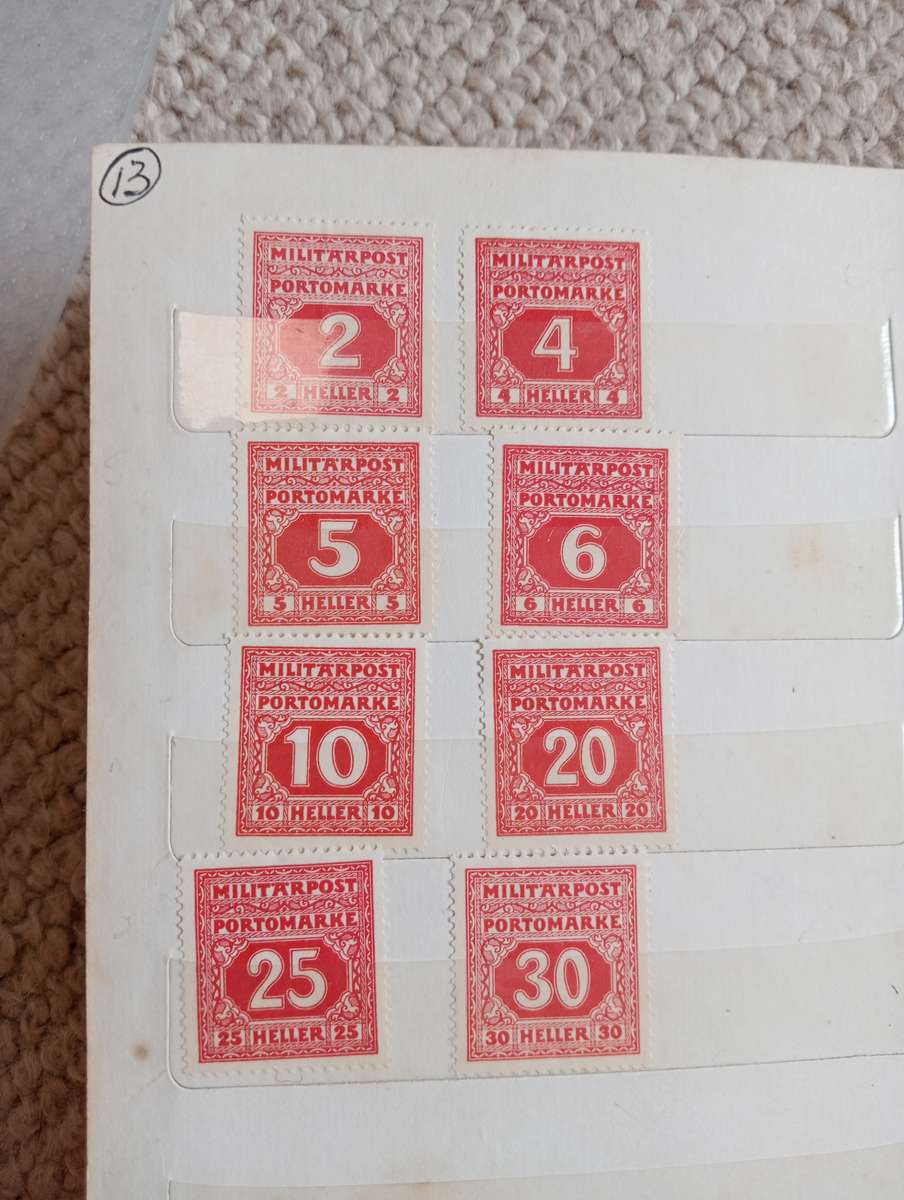 13
MILITÄRPOST
PORTOMARKE
2
2 HELLER 2
MILITÄRPOST
PORTOMARKE
4
4 HELLER 4
MILITÄRPOST
PORTOMARKE
5
5 HELLER 5
MILITÄRPOST
PORTOMARKE
6
6 HELLER 6
MILITÄRPOST
PORTOMARKE
10
10 HELLER 10
MILITÄRPOST
PORTOMARKE
20
20 HELLER 20
MILITÄRPOST
PORTOMARKE
25
25 HELLER 25
MILITÄRPOST
PORTOMARKE
30
30 HELLER 30